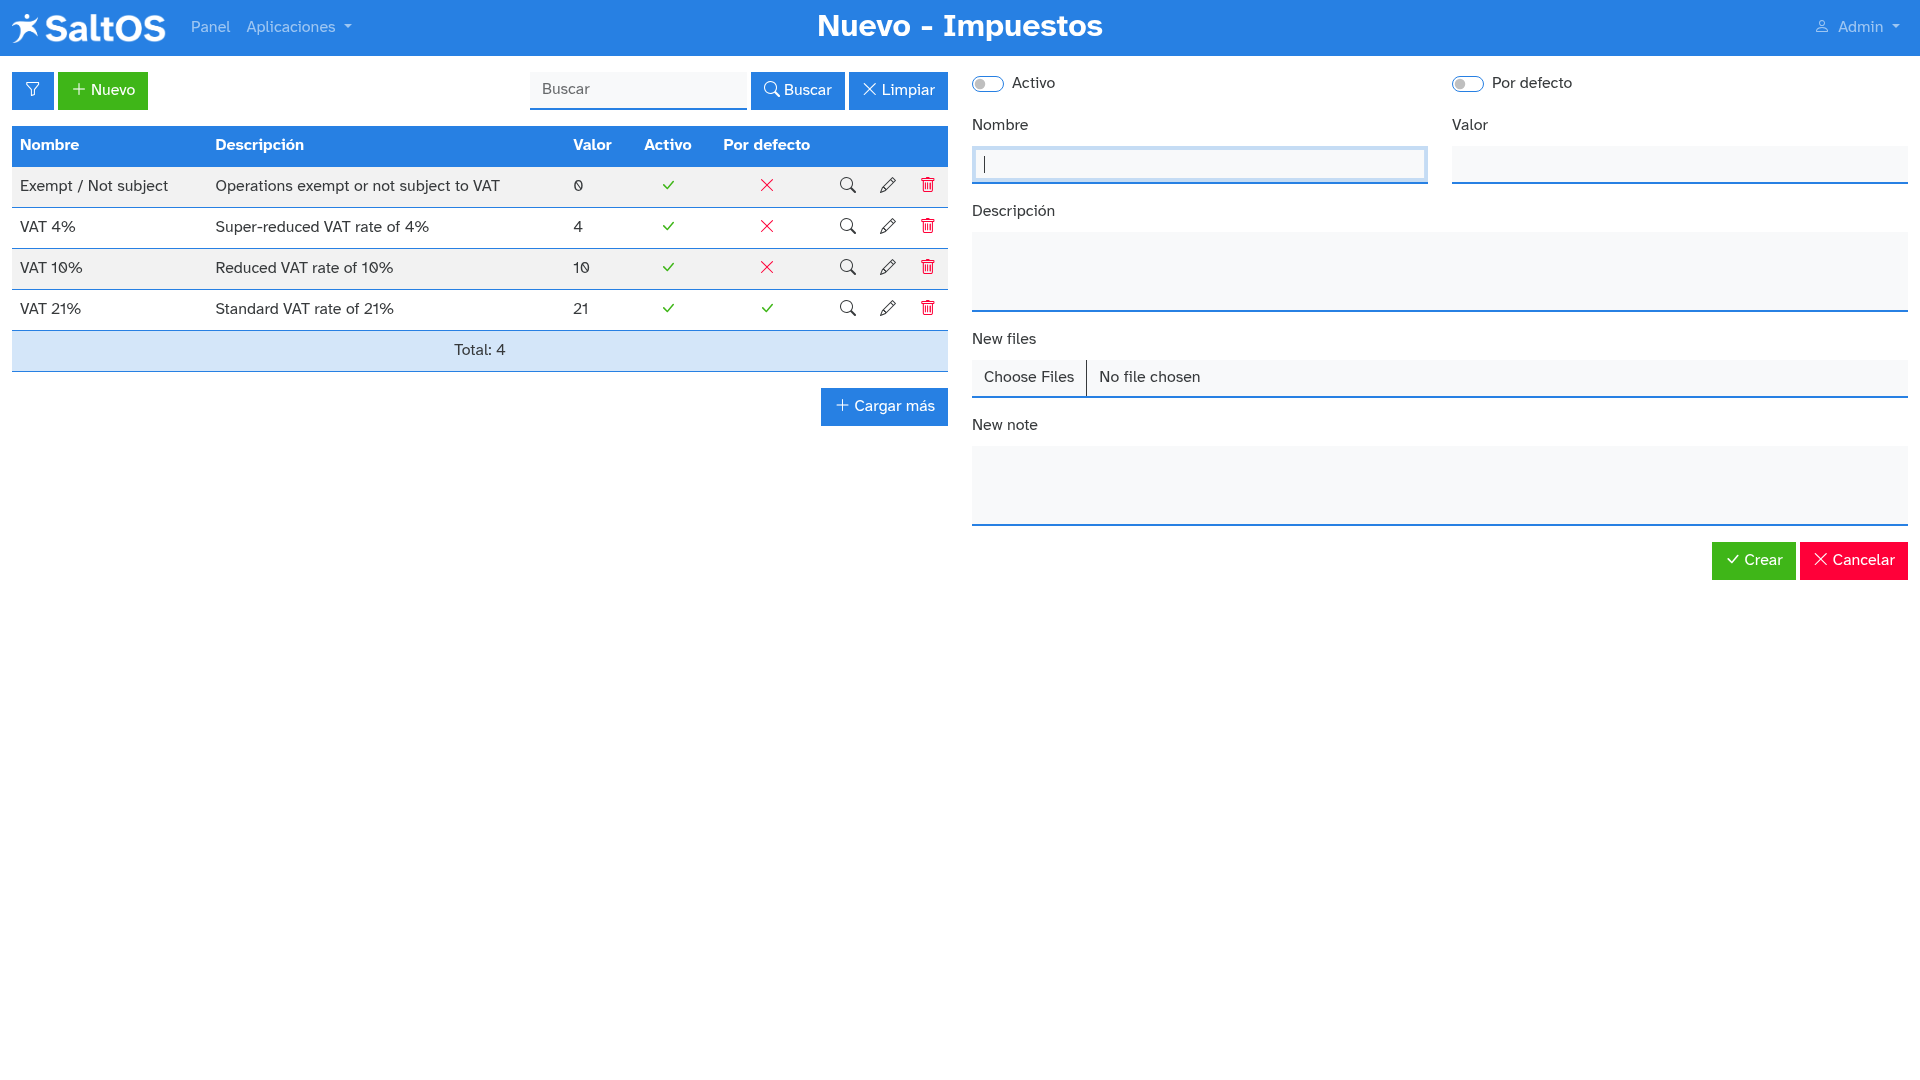 SaltOS Panel Aplicaciones Nuevo - Impuestos Admin
Nuevo Buscar Buscar Limpiar
Nombre Descripción Valor Activo Por defecto
Exempt / Not subject Operations exempt or not subject to VAT 0
VAT 4% Super-reduced VAT rate of 4% 4
VAT 10% Reduced VAT rate of 10% 10
VAT 21% Standard VAT rate of 21% 21
Total: 4
Cargar más
Activo Por defecto
Nombre Valor
Descripción
New files
Choose Files No file chosen
New note
Crear Cancelar